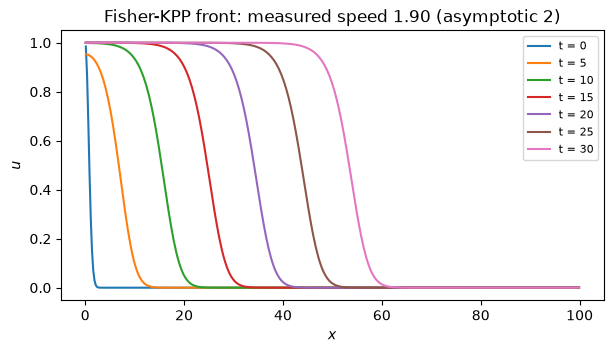 Fisher-KPP front: measured speed 1.90 (asymptotic 2)
1.0
0.8
0.6
0.4
0.2
0.0
u
t = 0
t = 5
t = 10
t = 15
t = 20
t = 25
t = 30
0 20 40 60 80 100
x